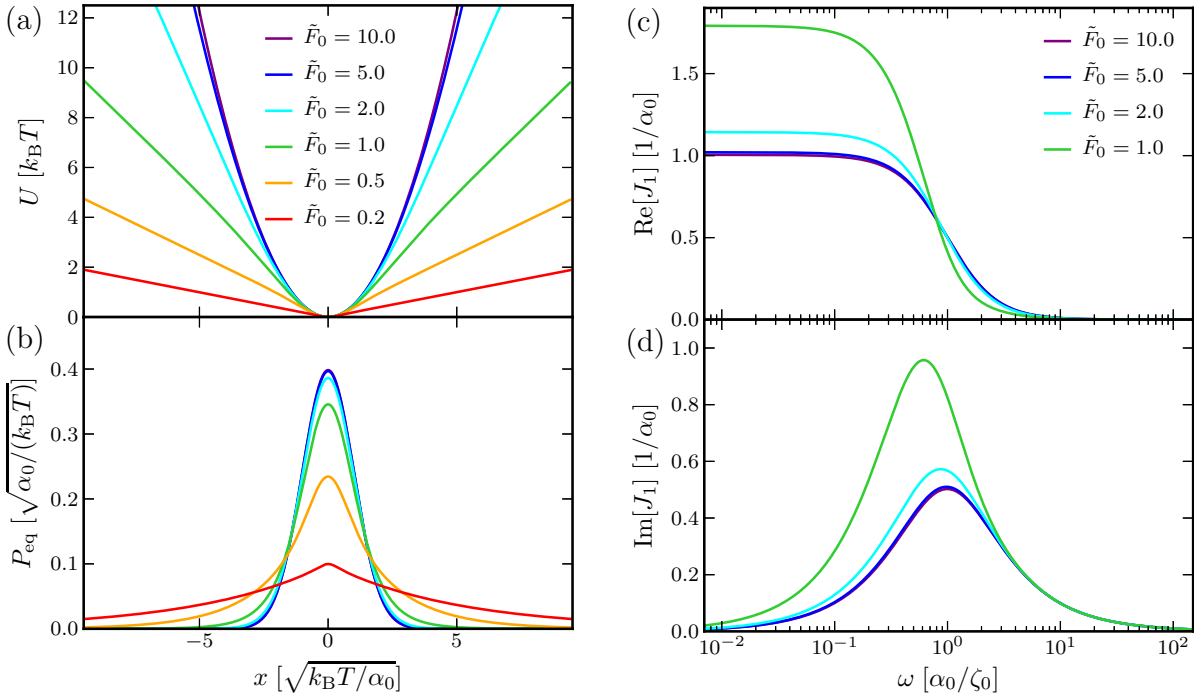 (a)
12
10
8
6
4
2
0
U [k_BT]
F̃_0 = 10.0
F̃_0 = 5.0
F̃_0 = 2.0
F̃_0 = 1.0
F̃_0 = 0.5
F̃_0 = 0.2
(b)
0.4
0.3
0.2
0.1
0.0
P_eq [√α_0/(k_BT)]
−5
0
5
x [√k_BT/α_0]
(c)
1.5
1.0
0.5
0.0
Re[J_1] [1/α_0]
F̃_0 = 10.0
F̃_0 = 5.0
F̃_0 = 2.0
F̃_0 = 1.0
(d)
1.0
0.8
0.6
0.4
0.2
0.0
Im[J_1] [1/α_0]
10^−2
10^−1
10^0
10^1
10^2
ω [α_0/ζ_0]